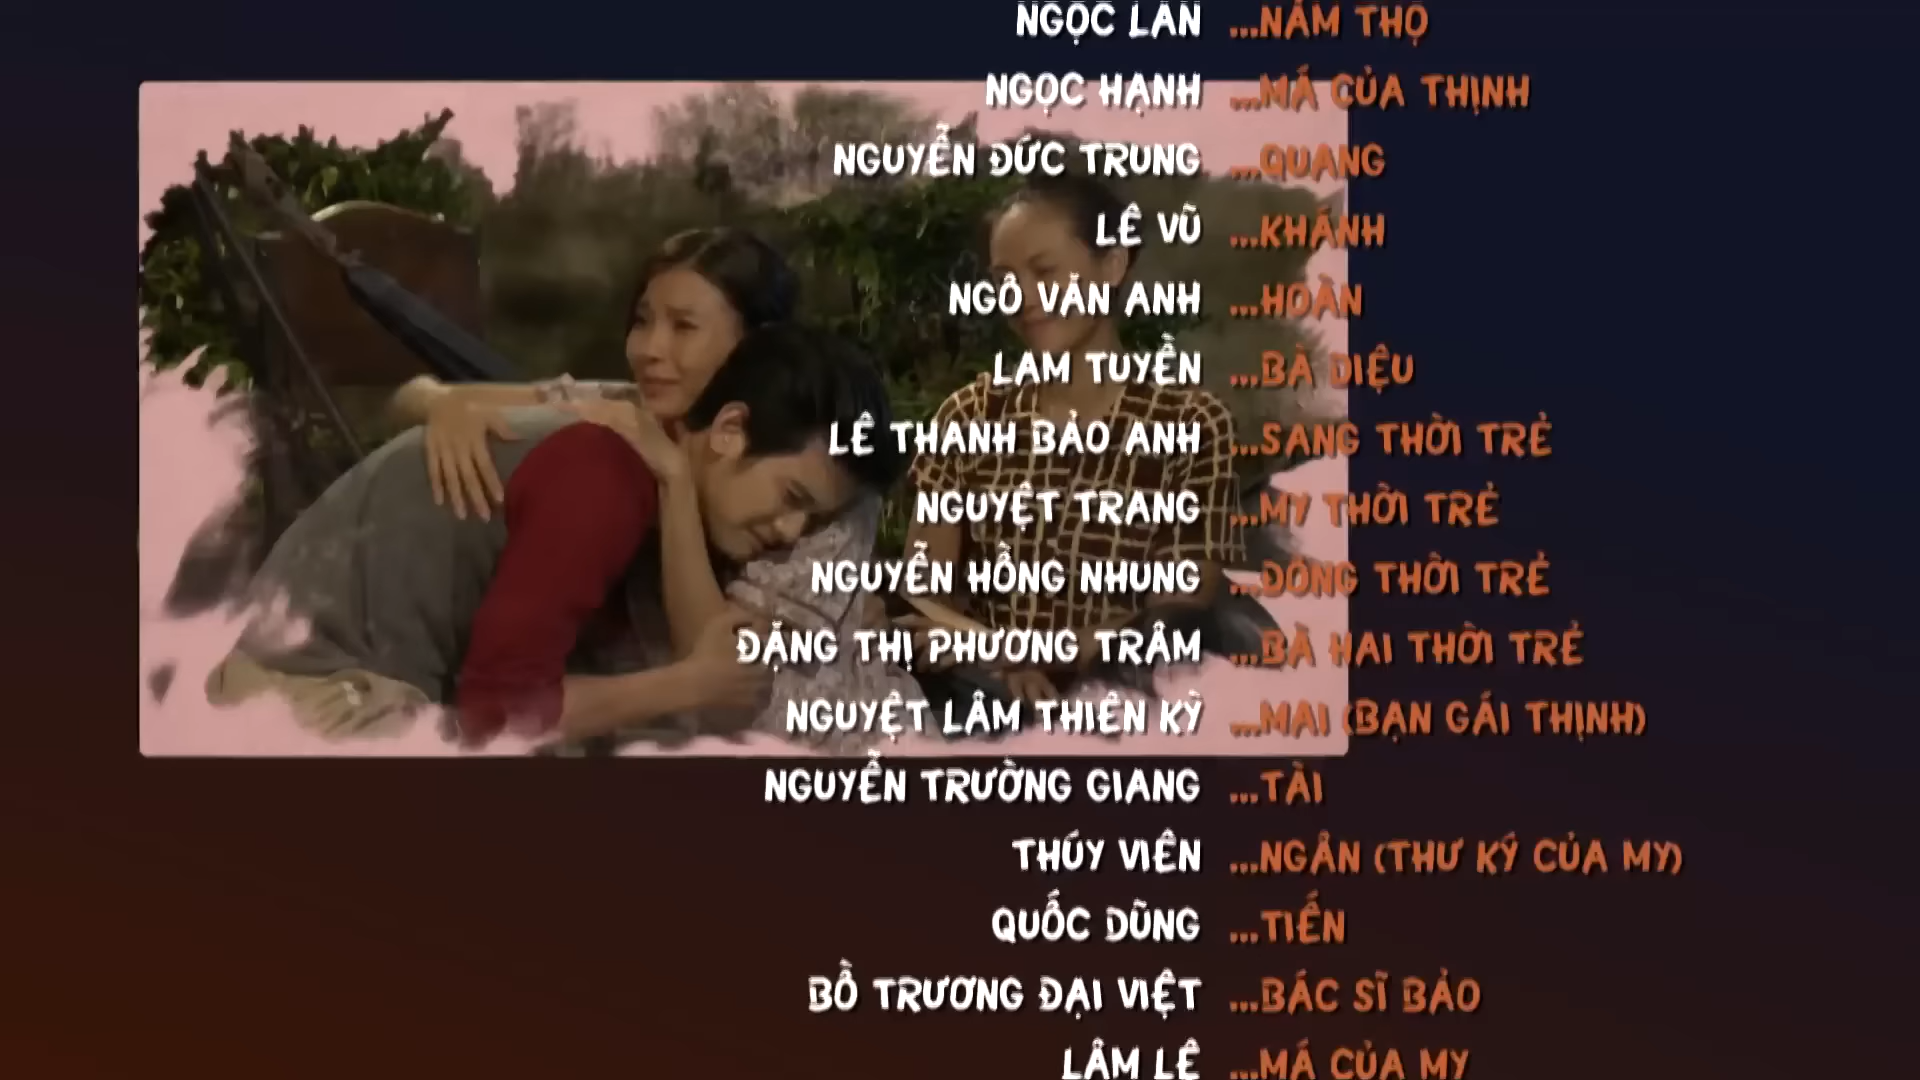 NGỌC LAN ...NĂM THỌ
NGỌC HẠNH ...MÁ CỦA THỊNH
NGUYỄN ĐỨC TRUNG ...QUANG
LÊ VŨ ...KHÁNH
NGÔ VĂN ANH ...HOÀN
LAM TUYỀN ...BÀ DIỆU
LÊ THANH BẢO ANH ...SANG THỜI TRẺ
NGUYỆT TRANG ...MY THỜI TRẺ
NGUYỄN HỒNG NHUNG ...ĐÔNG THỜI TRẺ
ĐẶNG THỊ PHƯƠNG TRÂM ...BÀ HAI THỜI TRẺ
NGUYỆT LÂM THIÊN KỲ ...MAI (BẠN GÁI THỊNH)
NGUYỄN TRƯỜNG GIANG ...TÀI
THÚY VIÊN ...NGÂN (THƯ KÝ CỦA MY)
QUỐC DŨNG ...TIẾN
BỒ TRƯƠNG ĐẠI VIỆT ...BÁC SĨ BẢO
LÂM LÊ ...MÁ CỦA MY